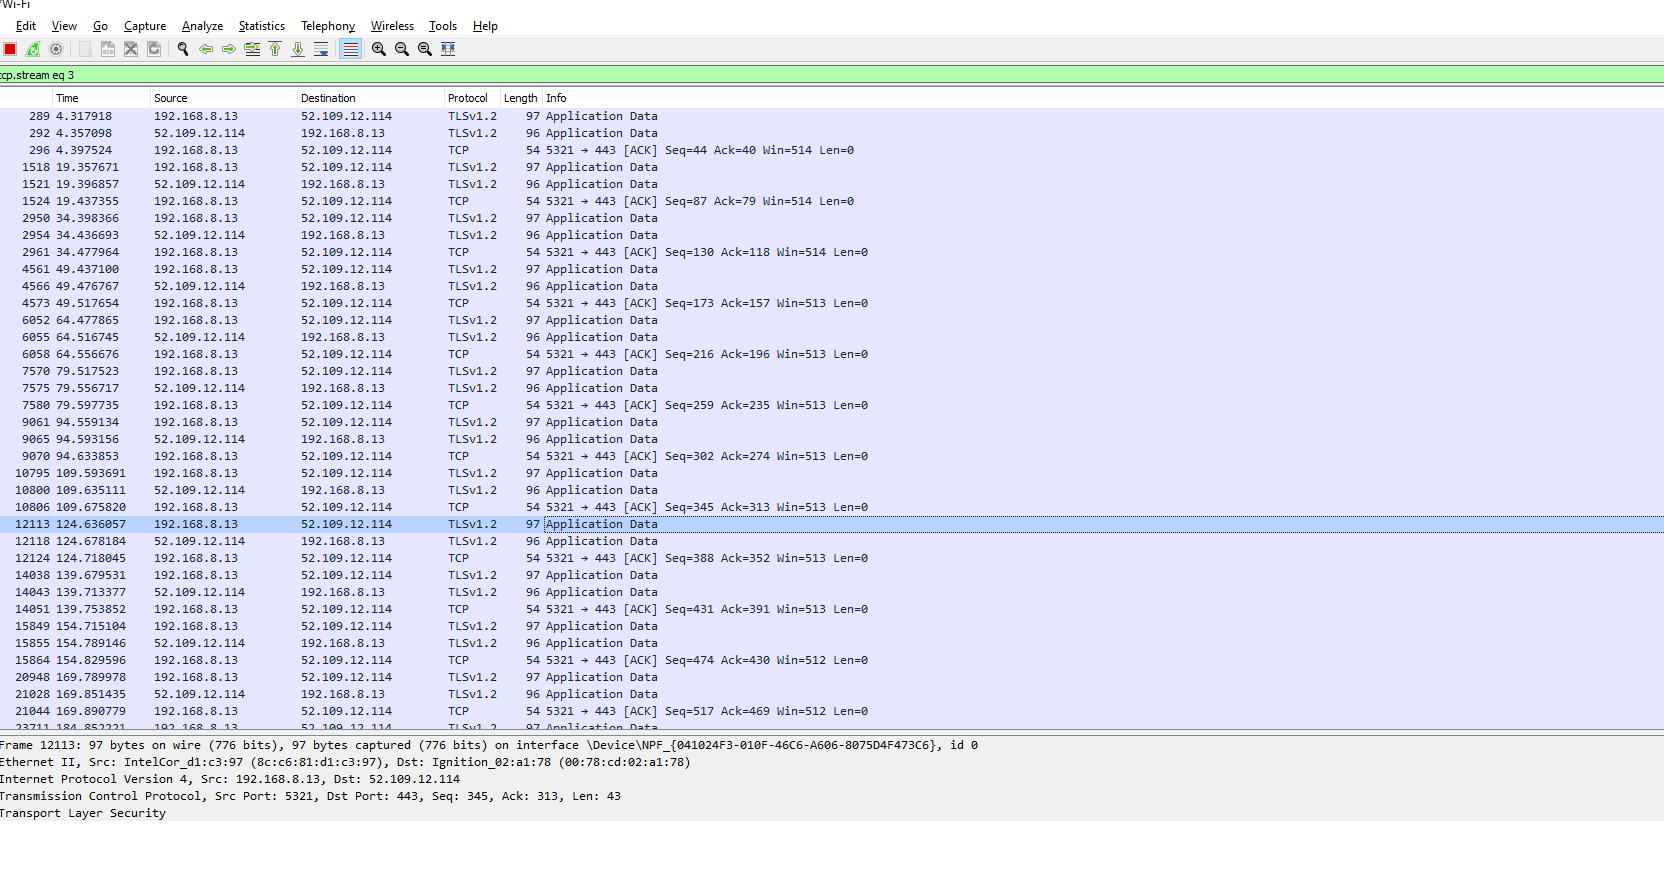 *Wi-Fi
Edit View Go Capture Analyze Statistics Telephony Wireless Tools Help
tcp.stream eq 3
Time Source Destination Protocol Length Info
289 4.317918 192.168.8.13 52.109.12.114 TLSv1.2 97 Application Data
292 4.357098 52.109.12.114 192.168.8.13 TLSv1.2 96 Application Data
296 4.397524 192.168.8.13 52.109.12.114 TCP 54 5321 → 443 [ACK] Seq=44 Ack=40 Win=514 Len=0
1518 19.357671 192.168.8.13 52.109.12.114 TLSv1.2 97 Application Data
1521 19.396857 52.109.12.114 192.168.8.13 TLSv1.2 96 Application Data
1524 19.437355 192.168.8.13 52.109.12.114 TCP 54 5321 → 443 [ACK] Seq=87 Ack=79 Win=514 Len=0
2950 34.398366 192.168.8.13 52.109.12.114 TLSv1.2 97 Application Data
2954 34.436693 52.109.12.114 192.168.8.13 TLSv1.2 96 Application Data
2961 34.477964 192.168.8.13 52.109.12.114 TCP 54 5321 → 443 [ACK] Seq=130 Ack=118 Win=514 Len=0
4561 49.437100 192.168.8.13 52.109.12.114 TLSv1.2 97 Application Data
4566 49.476767 52.109.12.114 192.168.8.13 TLSv1.2 96 Application Data
4573 49.517654 192.168.8.13 52.109.12.114 TCP 54 5321 → 443 [ACK] Seq=173 Ack=157 Win=513 Len=0
6052 64.477865 192.168.8.13 52.109.12.114 TLSv1.2 97 Application Data
6055 64.516745 52.109.12.114 192.168.8.13 TLSv1.2 96 Application Data
6058 64.556676 192.168.8.13 52.109.12.114 TCP 54 5321 → 443 [ACK] Seq=216 Ack=196 Win=513 Len=0
7570 79.517523 192.168.8.13 52.109.12.114 TLSv1.2 97 Application Data
7575 79.556717 52.109.12.114 192.168.8.13 TLSv1.2 96 Application Data
7580 79.597735 192.168.8.13 52.109.12.114 TCP 54 5321 → 443 [ACK] Seq=259 Ack=235 Win=513 Len=0
9061 94.559134 192.168.8.13 52.109.12.114 TLSv1.2 97 Application Data
9065 94.593156 52.109.12.114 192.168.8.13 TLSv1.2 96 Application Data
9070 94.633853 192.168.8.13 52.109.12.114 TCP 54 5321 → 443 [ACK] Seq=302 Ack=274 Win=513 Len=0
10795 109.593691 192.168.8.13 52.109.12.114 TLSv1.2 97 Application Data
10800 109.635111 52.109.12.114 192.168.8.13 TLSv1.2 96 Application Data
10806 109.675820 192.168.8.13 52.109.12.114 TCP 54 5321 → 443 [ACK] Seq=345 Ack=313 Win=513 Len=0
12113 124.636057 192.168.8.13 52.109.12.114 TLSv1.2 97 Application Data
12118 124.678184 52.109.12.114 192.168.8.13 TLSv1.2 96 Application Data
12124 124.718045 192.168.8.13 52.109.12.114 TCP 54 5321 → 443 [ACK] Seq=388 Ack=352 Win=513 Len=0
14038 139.679531 192.168.8.13 52.109.12.114 TLSv1.2 97 Application Data
14043 139.713377 52.109.12.114 192.168.8.13 TLSv1.2 96 Application Data
14051 139.753852 192.168.8.13 52.109.12.114 TCP 54 5321 → 443 [ACK] Seq=431 Ack=391 Win=513 Len=0
15849 154.715104 192.168.8.13 52.109.12.114 TLSv1.2 97 Application Data
15855 154.789146 52.109.12.114 192.168.8.13 TLSv1.2 96 Application Data
15864 154.829596 192.168.8.13 52.109.12.114 TCP 54 5321 → 443 [ACK] Seq=474 Ack=430 Win=512 Len=0
20948 169.789978 192.168.8.13 52.109.12.114 TLSv1.2 97 Application Data
21028 169.851435 52.109.12.114 192.168.8.13 TLSv1.2 96 Application Data
21044 169.890779 192.168.8.13 52.109.12.114 TCP 54 5321 → 443 [ACK] Seq=517 Ack=469 Win=512 Len=0
23711 184.852221 192.168.8.13 52.109.12.114 TLSv1.2 97 Application Data
Frame 12113: 97 bytes on wire (776 bits), 97 bytes captured (776 bits) on interface \Device\NPF_{041024F3-010F-46C6-A606-8075D4F473C6}, id 0
Ethernet II, Src: IntelCor_d1:c3:97 (8c:c6:81:d1:c3:97), Dst: Ignition_02:a1:78 (00:78:cd:02:a1:78)
Internet Protocol Version 4, Src: 192.168.8.13, Dst: 52.109.12.114
Transmission Control Protocol, Src Port: 5321, Dst Port: 443, Seq: 345, Ack: 313, Len: 43
Transport Layer Security